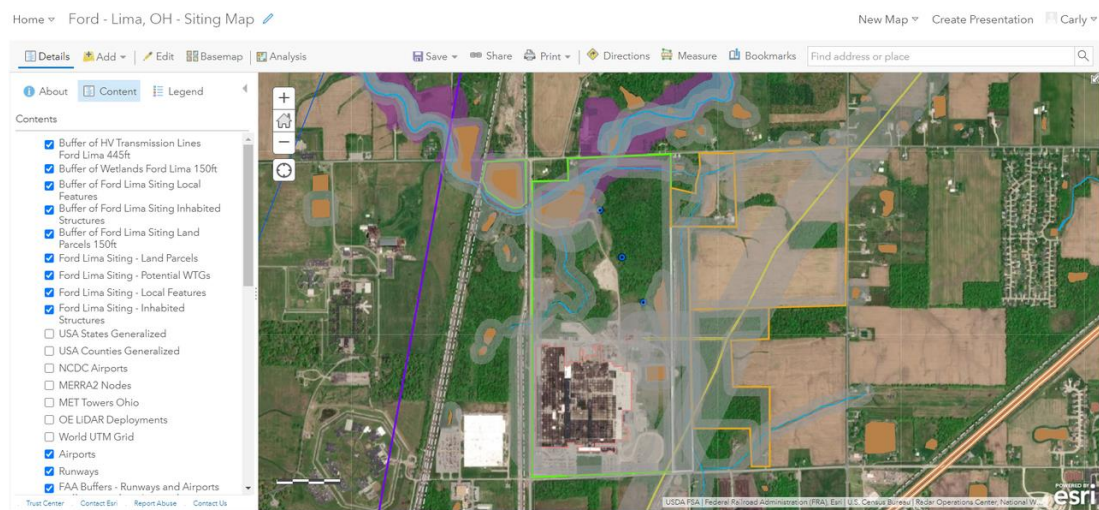 Home Ford - Lima, OH - Siting Map
New Map Create Presentation Carly
Details Add Edit Basemap Analysis
Save Share Print Directions Measure Bookmarks Find address or place
About Content Legend
Contents
Buffer of HV Transmission Lines
Ford Lima 445ft
Buffer of Wetlands Ford Lima 150ft
Buffer of Ford Lima Siting Local
Features
Buffer of Ford Lima Siting Inhabited
Structures
Buffer of Ford Lima Siting Land
Parcels 150ft
Ford Lima Siting - Land Parcels
Ford Lima Siting - Potential WTGs
Ford Lima Siting - Local Features
Ford Lima Siting - Inhabited
Structures
USA States Generalized
USA Counties Generalized
NCDC Airports
MERRA2 Nodes
MET Towers Ohio
OE LiDAR Deployments
World UTM Grid
Airports
Runways
FAA Buffers - Runways and Airports
Trust Center Contact Esri Report Abuse Contact Us
USDA FSA | Federal Railroad Administration (FRA), Esri | U.S. Census Bureau | Radar Operations Center, National W...
POWERED BY
esri